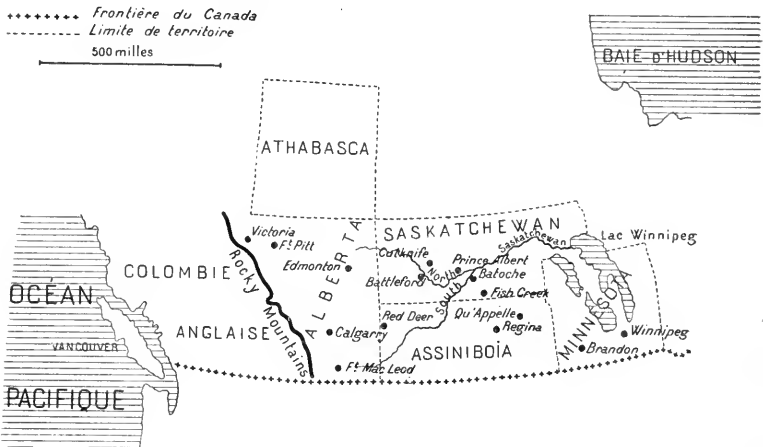 Frontière du Canada
Limite de territoire
500 milles
BAIE D'HUDSON
ATHABASCA
SASKATCHEWAN
Lac Winnipeg
Victoria
Ft Pitt
Rocky Mountains
ALBERTA
Edmonton
Cutknife
North
Saskatchewan
Prince Albert
Battleford
Batoche
South
Fish Creek
COLOMBIE
ANGLAISE
OCÉAN
PACIFIQUE
VANCOUVER
Calgarry
Red Deer
Qu'Appelle
Regina
ASSINIBOÏA
MINNESOTA
Winnipeg
Brandon
Ft Mac Leod